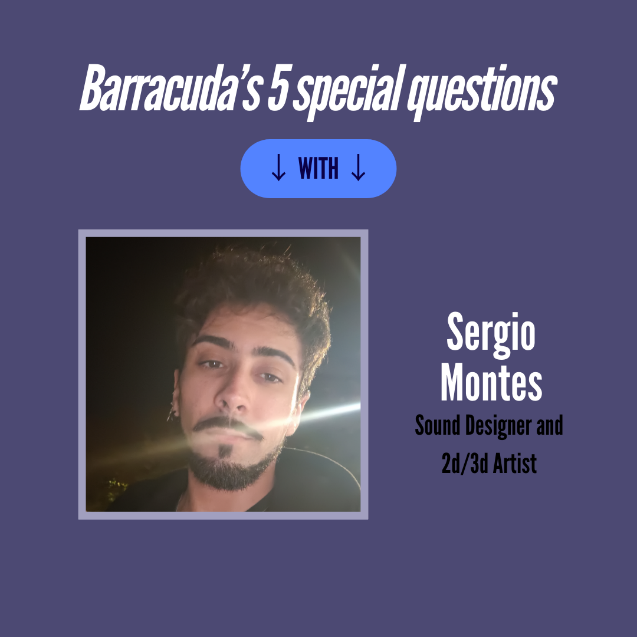 Barracuda’s 5 special questions
↓ WITH ↓
Sergio
Montes
Sound Designer and
2d/3d Artist